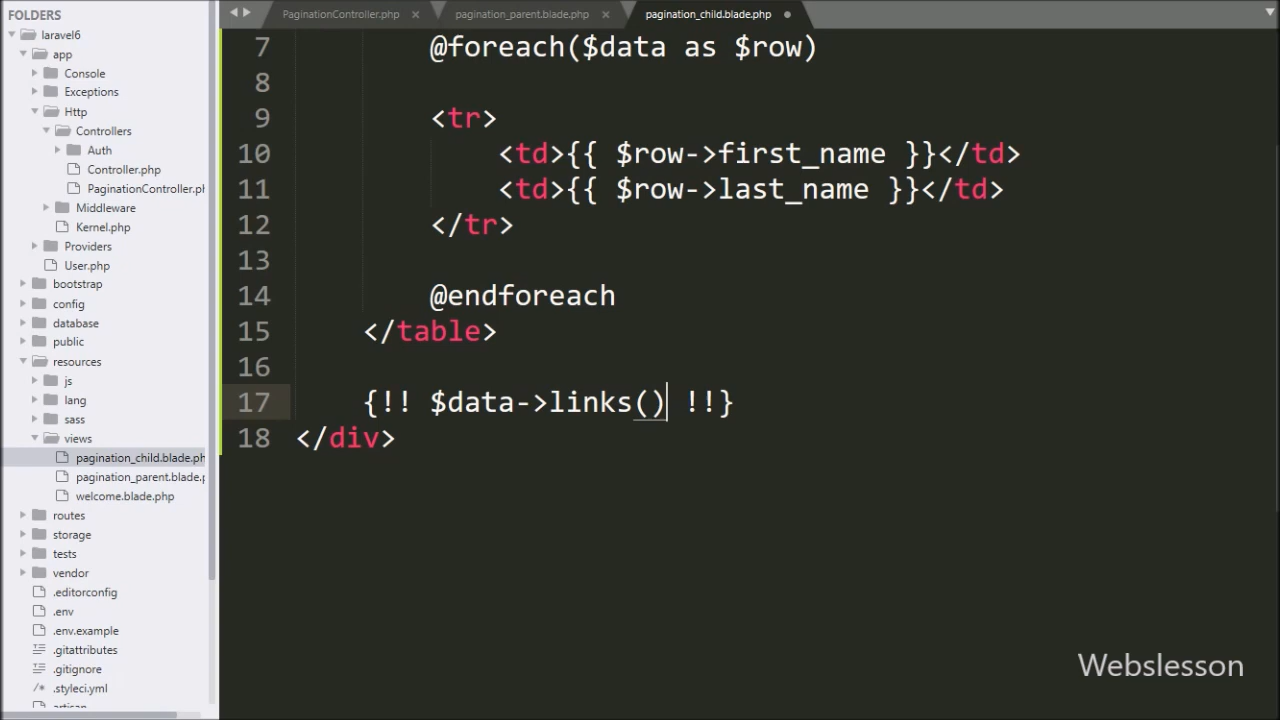 FOLDERS
laravel6
app
Console
Exceptions
Http
Controllers
Auth
Controller.php
PaginationController.ph
Middleware
Kernel.php
Providers
User.php
bootstrap
config
database
public
resources
js
lang
sass
views
pagination_child.blade.ph
pagination_parent.blade.p
welcome.blade.php
routes
storage
tests
vendor
.editorconfig
.env
.env.example
.gitattributes
.gitignore
.styleci.yml
artisan
PaginationController.php
pagination_parent.blade.php
pagination_child.blade.php
7 @foreach($data as $row)
8
9 <tr>
10 <td>{{ $row->first_name }}</td>
11 <td>{{ $row->last_name }}</td>
12 </tr>
13
14 @endforeach
15 </table>
16
17 {!! $data->links() !!}
18 </div>
Webslesson